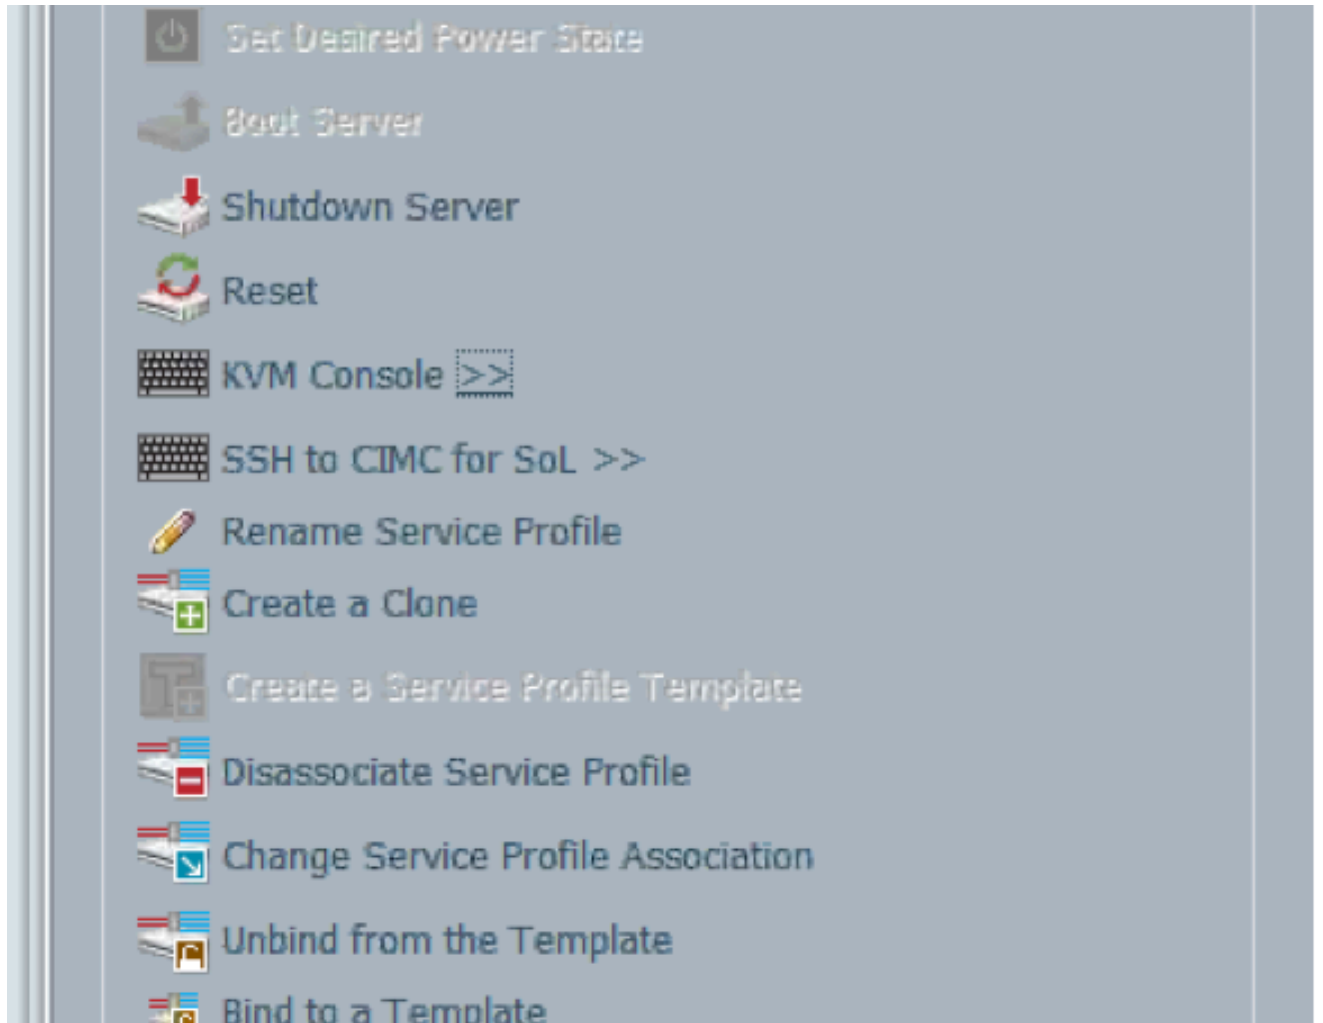 Set Desired Power State
Boot Server
Shutdown Server
Reset
KVM Console >>
SSH to CIMC for SoL >>
Rename Service Profile
Create a Clone
Create a Service Profile Template
Disassociate Service Profile
Change Service Profile Association
Unbind from the Template
Bind to a Template